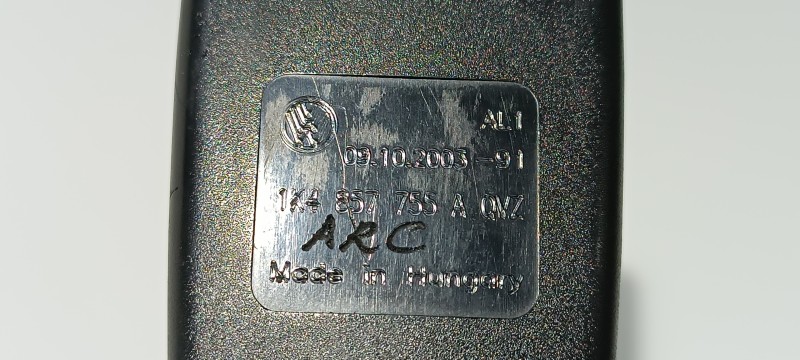 AL1
09.10.2003-91
1K4 857 755 A QVZ
ARC
Made in Hungary